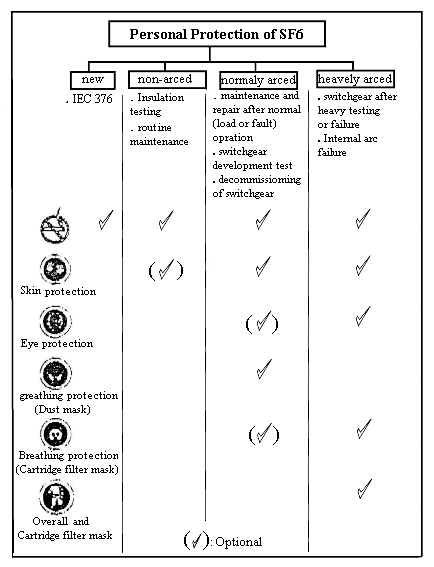 Personal Protection of SF6
new
non-arced
normaly arced
heavely arced
. IEC 376
. Insulation
testing
. routine
maintenance
. maintenance and
repair after normal
(load or fault)
opration
. switchgear
development test
. decommissioming
of switchgear
. switchgear after
heavy testing
or failure
. Internal arc
failure
Skin protection
Eye protection
greathing protection
(Dust mask)
Breathing protection
(Cartridge filter mask)
Overall and
Cartridge filter mask
(✓): Optional